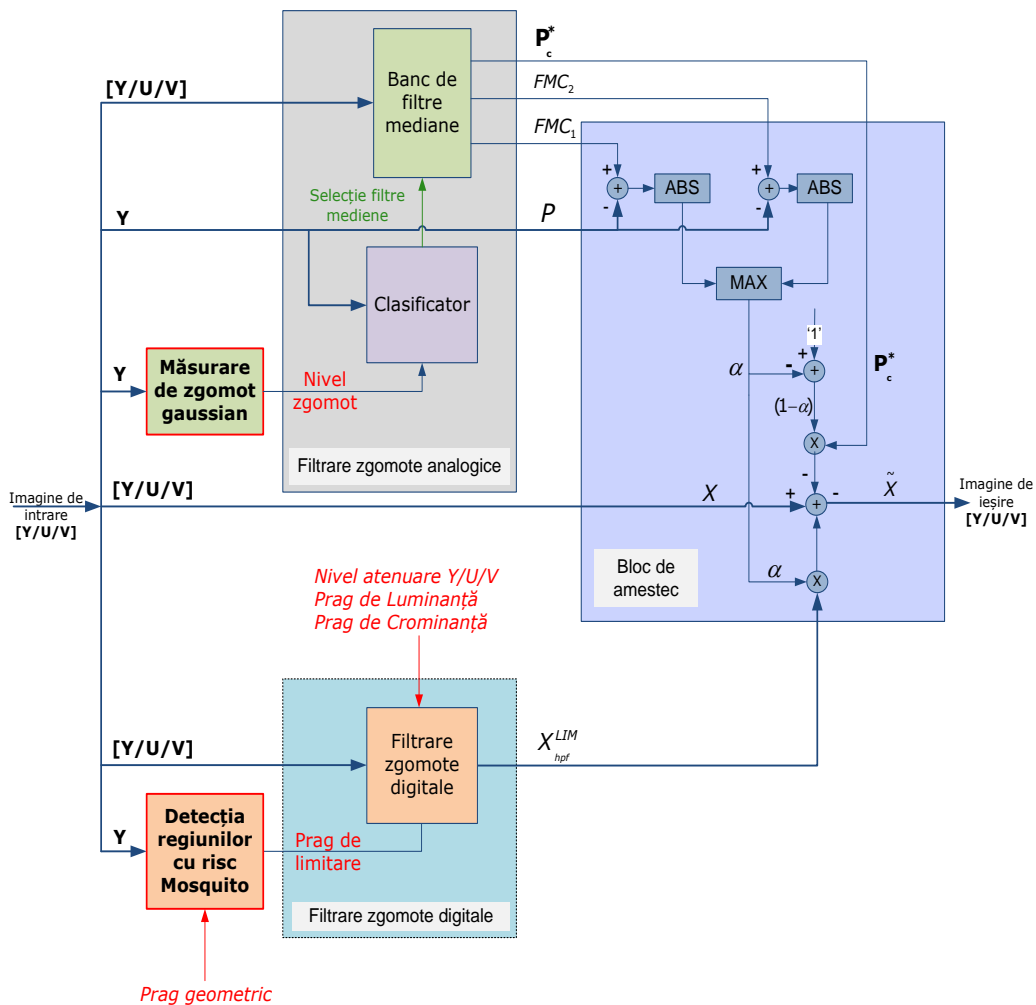 P*c
[Y/U/V]
Banc de
filtre
mediane
FMC2
FMC1
+
+
+
ABS
+
ABS
-
-
Selecție filtre
mediene
Y
P
MAX
Clasificator
'1'
+
-
+
P*c
α
(1-α)
Y
Măsurare
de zgomot
gaussian
Nivel
zgomot
x
Filtrare zgomote analogice
-
Imagine de
intrare
[Y/U/V]
[Y/U/V]
X
+
+
-
X̃
Imagine de
ieșire
[Y/U/V]
Bloc de
amestec
α
x
Nivel atenuare Y/U/V
Prag de Luminanță
Prag de Crominanță
[Y/U/V]
Filtrare
zgomote
digitale
X LIM hpf
Y
Detecția
regiunilor
cu risc
Mosquito
Prag de
limitare
Filtrare zgomote digitale
Prag geometric